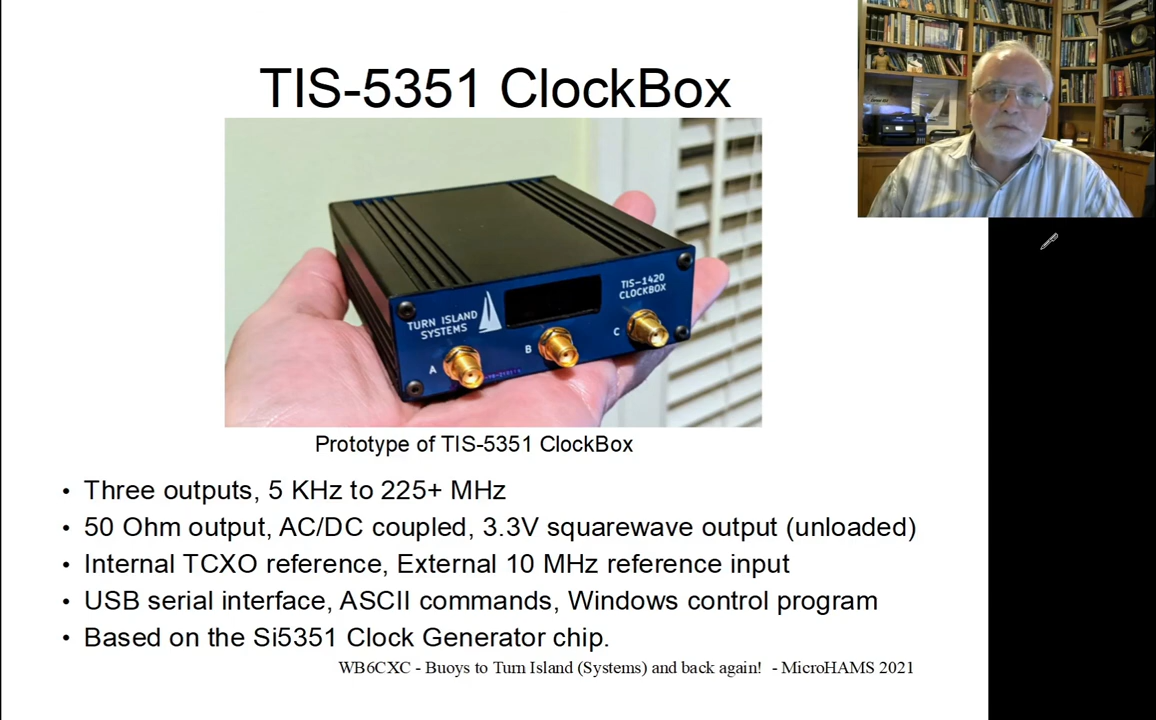 TIS-5351 ClockBox
TURN ISLAND
SYSTEMS
TIS-1420
CLOCKBOX
A
B
C
Prototype of TIS-5351 ClockBox
• Three outputs, 5 KHz to 225+ MHz
• 50 Ohm output, AC/DC coupled, 3.3V squarewave output (unloaded)
• Internal TCXO reference, External 10 MHz reference input
• USB serial interface, ASCII commands, Windows control program
• Based on the Si5351 Clock Generator chip.
WB6CXC - Buoys to Turn Island (Systems) and back again! - MicroHAMS 2021